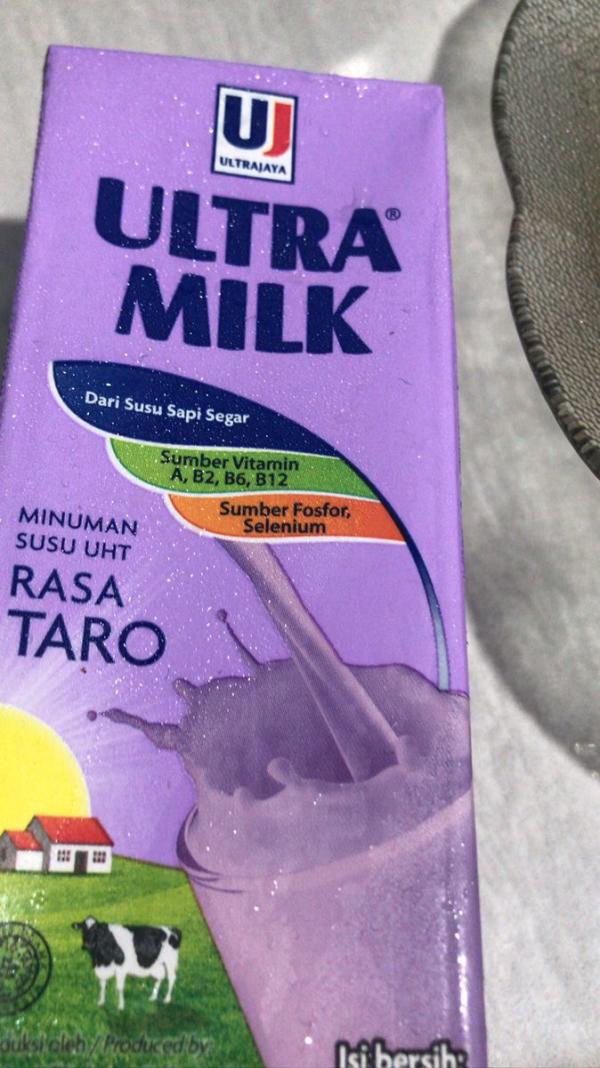 UJ
ULTRAJAYA
ULTRA®
MILK
Dari Susu Sapi Segar
Sumber Vitamin
A, B2, B6, B12
Sumber Fosfor,
Selenium
MINUMAN
SUSU UHT
RASA
TARO
oleh / Produced by:
Isi bersih: